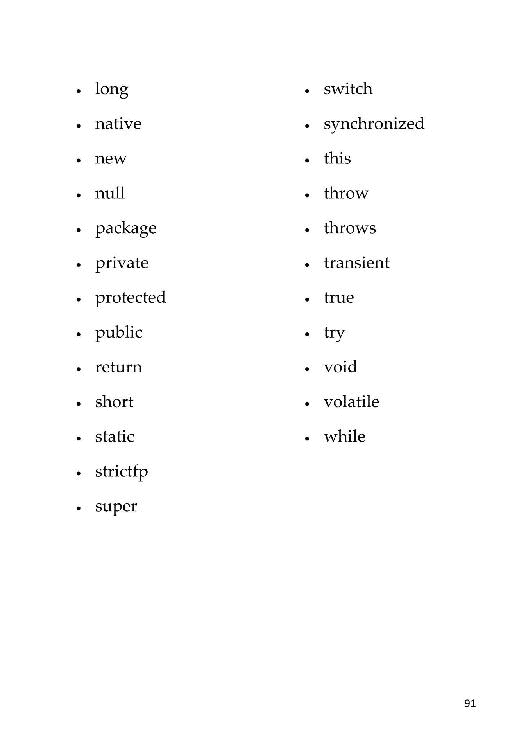 • long
• native
• new
• null
• package
• private
• protected
• public
• return
• short
• static
• strictfp
• super
• switch
• synchronized
• this
• throw
• throws
• transient
• true
• try
• void
• volatile
• while
91